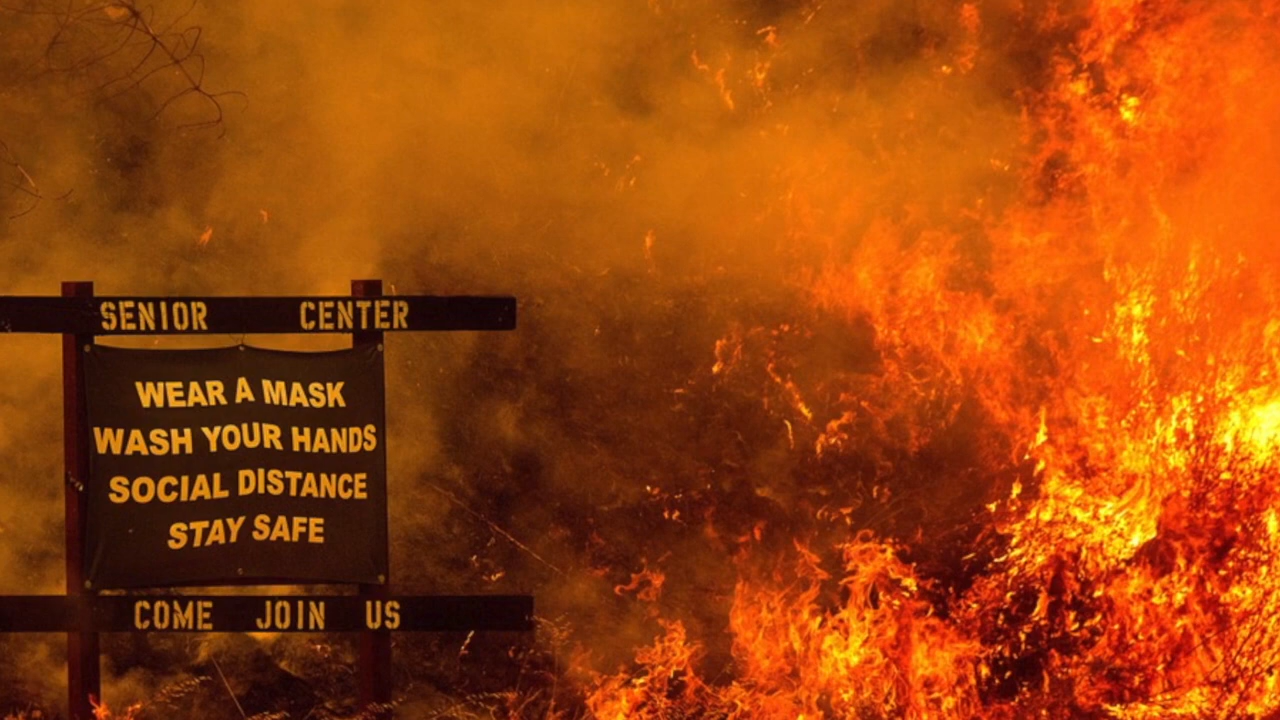 SENIOR CENTER
WEAR A MASK
WASH YOUR HANDS
SOCIAL DISTANCE
STAY SAFE
COME JOIN US